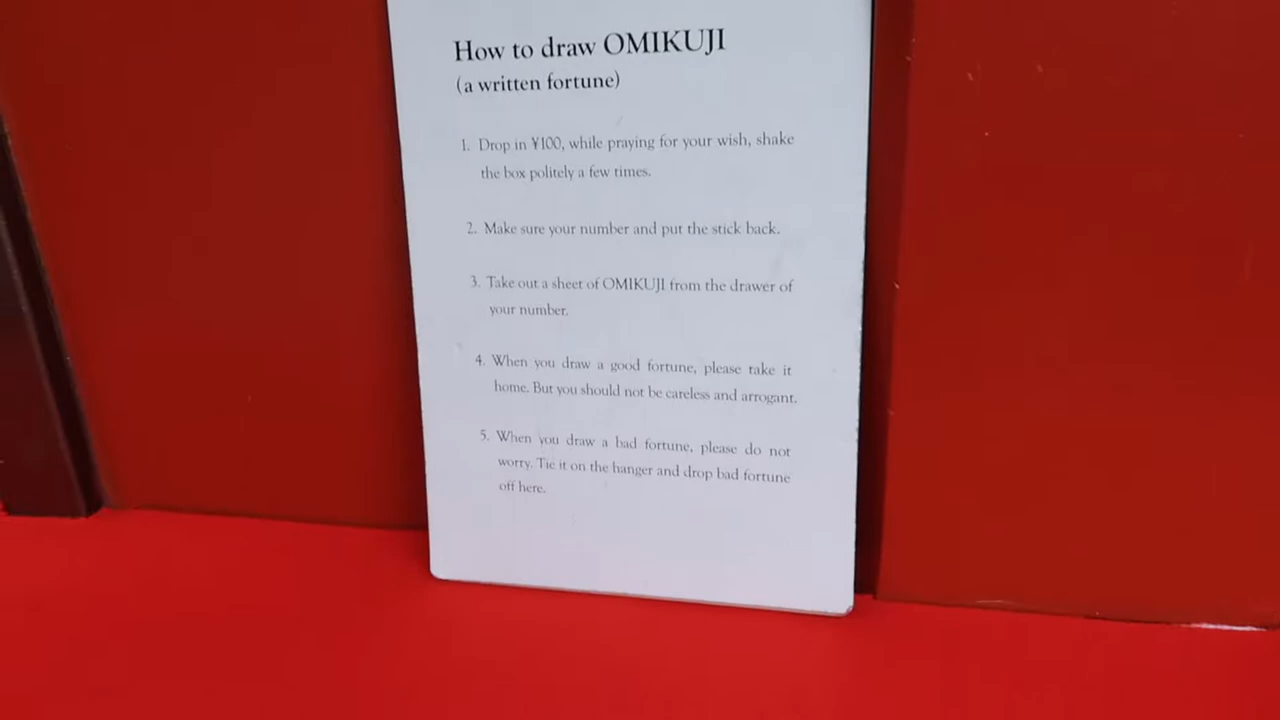 How to draw OMIKUJI
(a written fortune)
1. Drop in ¥100, while praying for your wish, shake
the box politely a few times.
2. Make sure your number and put the stick back.
3. Take out a sheet of OMIKUJI from the drawer of
your number.
4. When you draw a good fortune, please take it
home. But you should not be careless and arrogant.
5. When you draw a bad fortune, please do not
worry. Tie it on the hanger and drop bad fortune
off here.